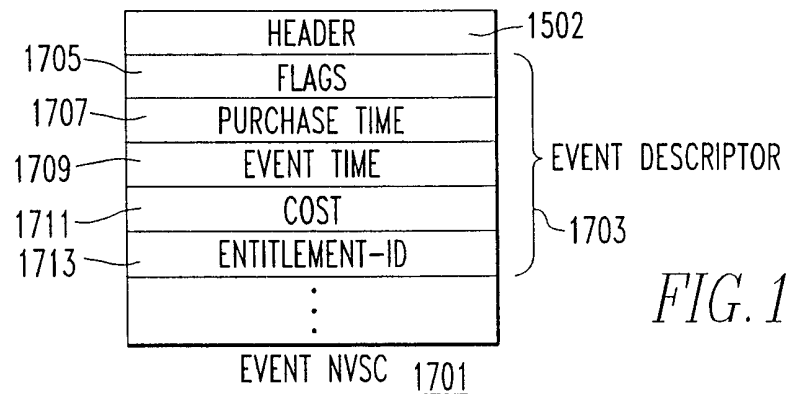 HEADER 1502
1705 FLAGS
1707 PURCHASE TIME
1709 EVENT TIME EVENT DESCRIPTOR
1711 COST 1703
1713 ENTITLEMENT-ID
FIG. 1
EVENT NVSC 1701